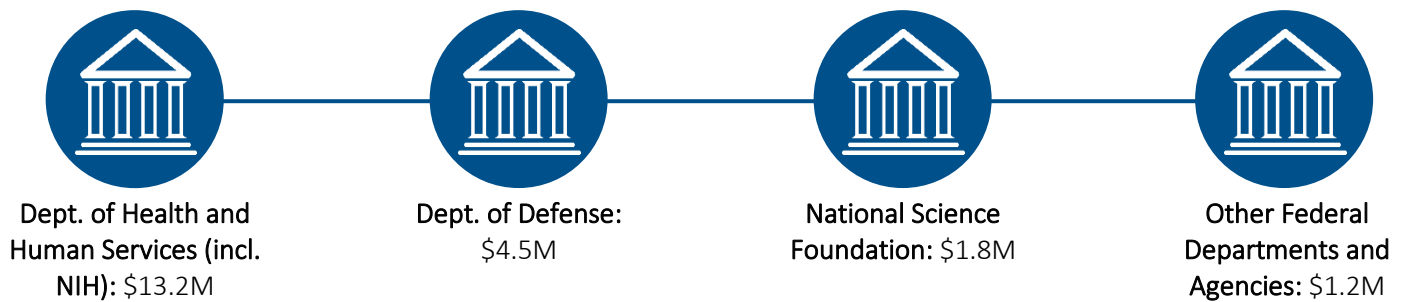 Dept. of Health and
Human Services (incl.
NIH): $13.2M
Dept. of Defense:
$4.5M
National Science
Foundation: $1.8M
Other Federal
Departments and
Agencies: $1.2M